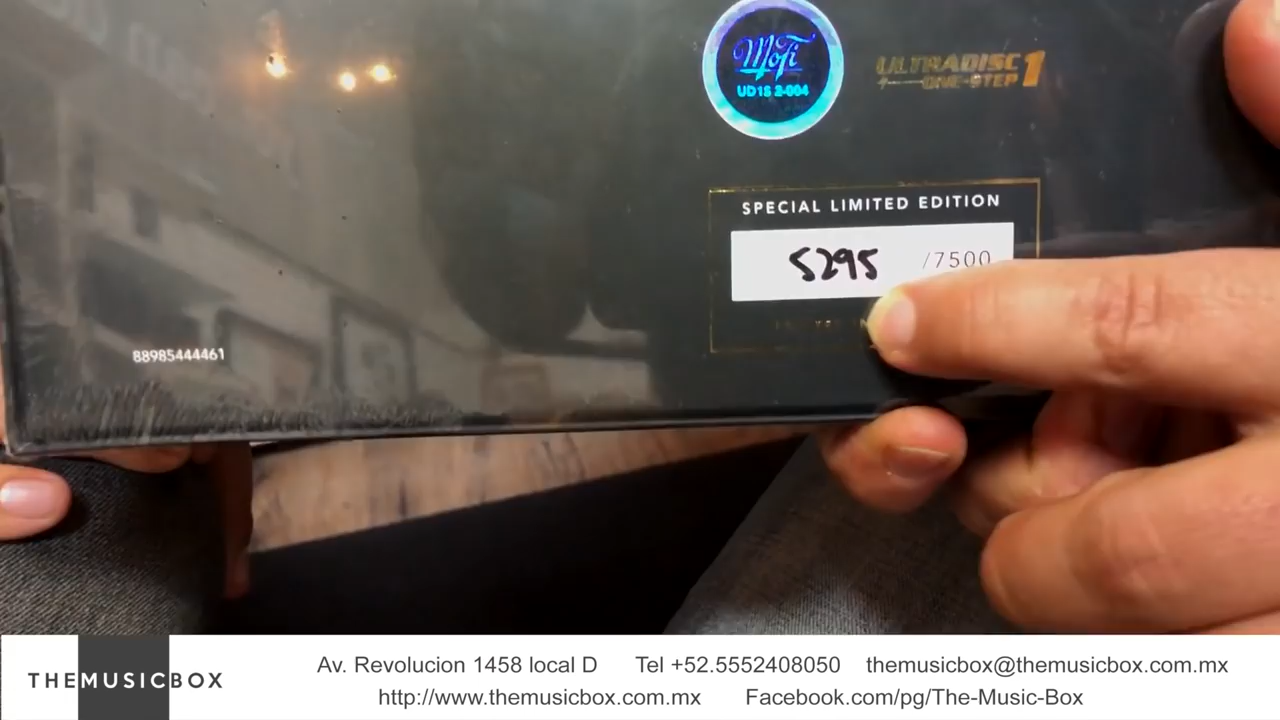 MoFi
UD1S 2-004
ULTRADISC
ONE-STEP 1
SPECIAL LIMITED EDITION
5295 /7500
88985444461
THEMUSICBOX
Av. Revolucion 1458 local D Tel +52.5552408050 themusicbox@themusicbox.com.mx
http://www.themusicbox.com.mx Facebook.com/pg/The-Music-Box